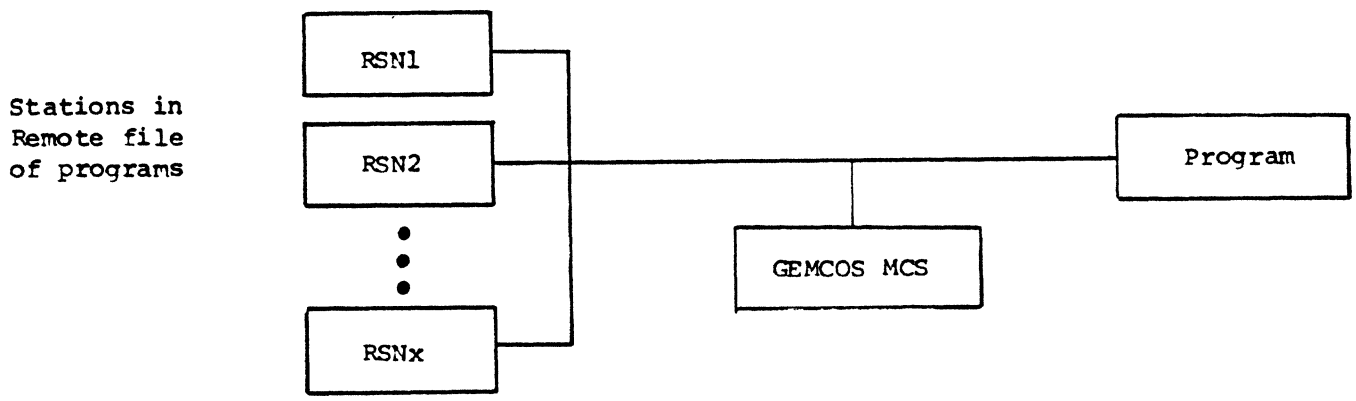 RSN1
Stations in
Remote file
of programs
RSN2
Program
GEMCOS MCS
RSNx